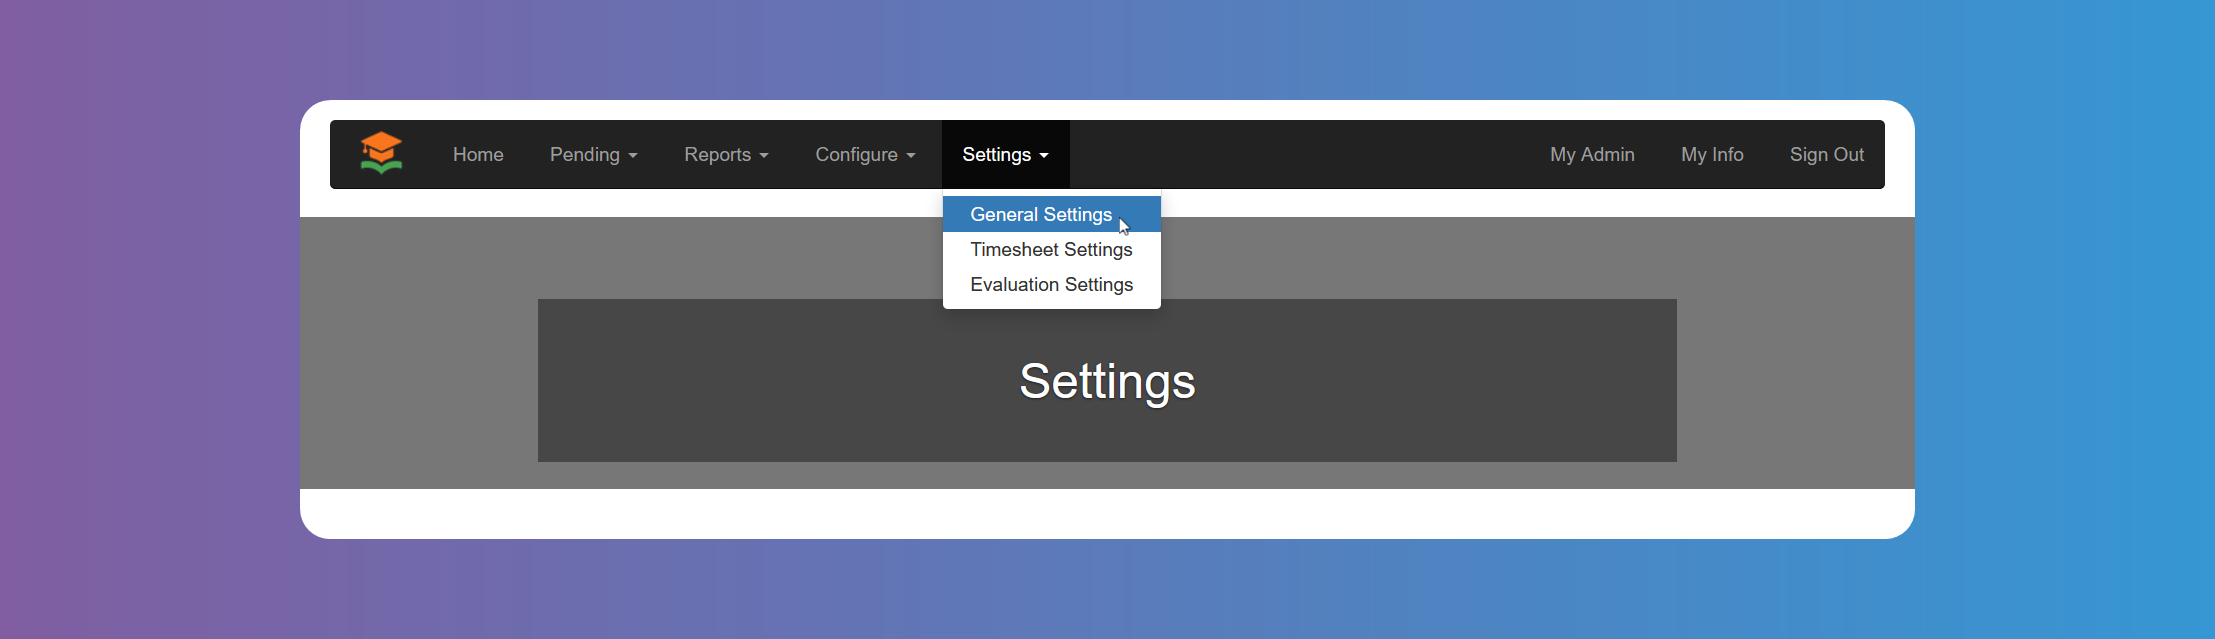 Home Pending Reports Configure Settings My Admin My Info Sign Out
General Settings
Timesheet Settings
Evaluation Settings
Settings